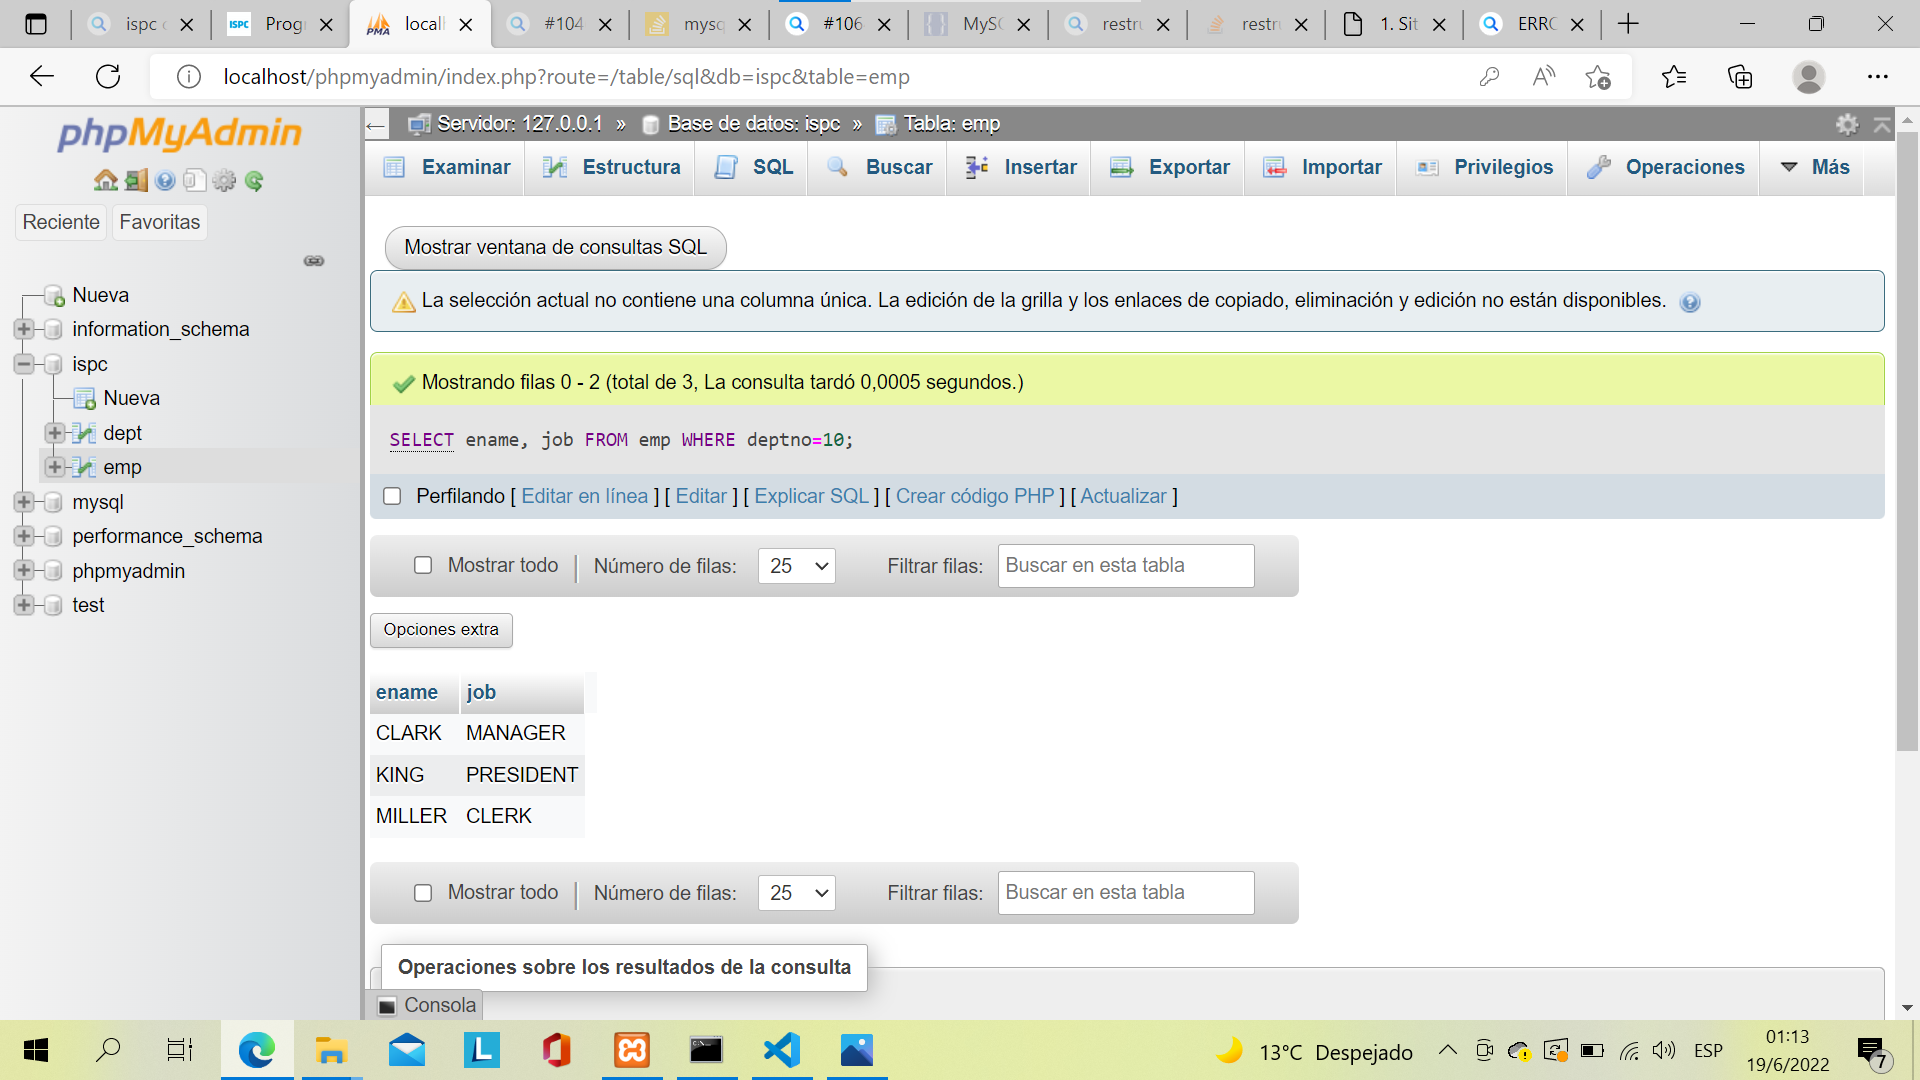 ispc
Prog
locall
#104
mysq
#106
MySC
restru
restru
1. Sit
ERRC
localhost/phpmyadmin/index.php?route=/table/sql&db=ispc&table=emp
phpMyAdmin
Reciente
Favoritas
Nueva
information_schema
ispc
Nueva
dept
emp
mysql
performance_schema
phpmyadmin
test
Servidor: 127.0.0.1 » Base de datos: ispc » Tabla: emp
Examinar Estructura SQL Buscar Insertar Exportar Importar Privilegios Operaciones Más
Mostrar ventana de consultas SQL
La selección actual no contiene una columna única. La edición de la grilla y los enlaces de copiado, eliminación y edición no están disponibles.
Mostrando filas 0 - 2 (total de 3, La consulta tardó 0,0005 segundos.)
SELECT ename, job FROM emp WHERE deptno=10;
Perfilando [ Editar en línea ] [ Editar ] [ Explicar SQL ] [ Crear código PHP ] [ Actualizar ]
Mostrar todo Número de filas: 25 Filtrar filas: Buscar en esta tabla
Opciones extra
ename job
CLARK MANAGER
KING PRESIDENT
MILLER CLERK
Mostrar todo Número de filas: 25 Filtrar filas: Buscar en esta tabla
Operaciones sobre los resultados de la consulta
Consola
13°C Despejado
ESP
01:13
19/6/2022
7